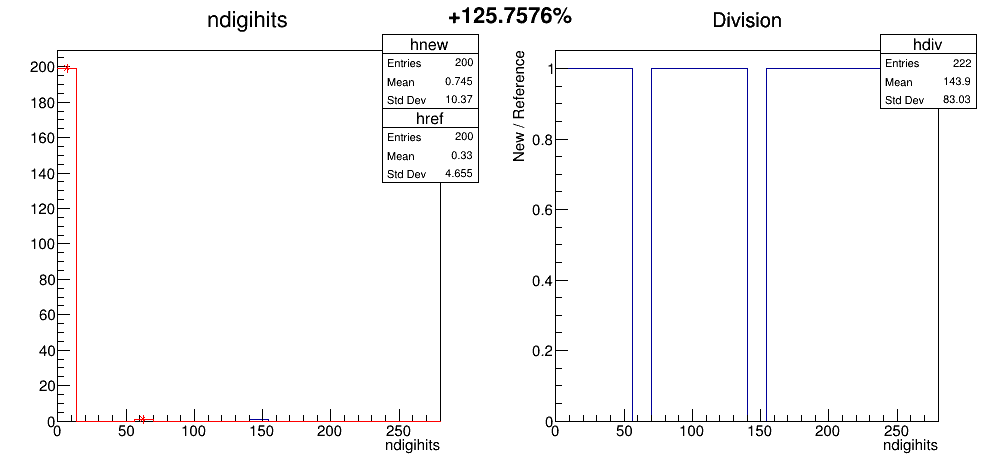 +125.7576%
ndigihits
hnew
Entries 200
Mean 0.745
Std Dev 10.37
href
Entries 200
Mean 0.33
Std Dev 4.655
200
180
160
140
120
100
80
60
40
20
0
0 50 100 150 200 250
ndigihits
Division
hdiv
Entries 222
Mean 143.9
Std Dev 83.03
New / Reference
1
0.8
0.6
0.4
0.2
0
0 50 100 150 200 250
ndigihits